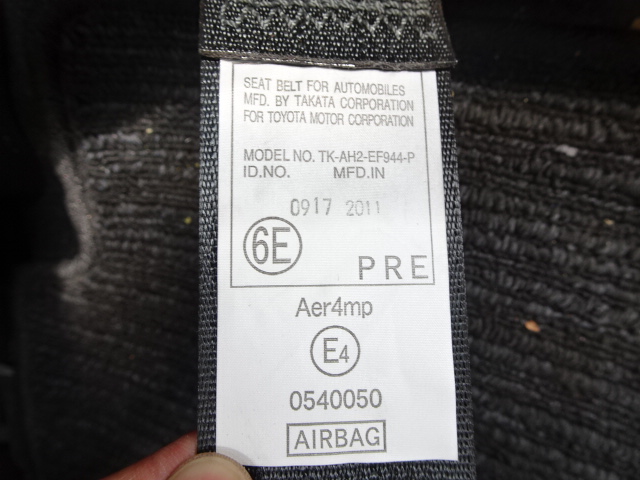 SEAT BELT FOR AUTOMOBILES
MFD. BY TAKATA CORPORATION
FOR TOYOTA MOTOR CORPORATION
MODEL NO. TK-AH2-EF944-P
ID.NO. MFD.IN
0917 2011
6E PRE
Aer4mp
E4
0540050
AIRBAG